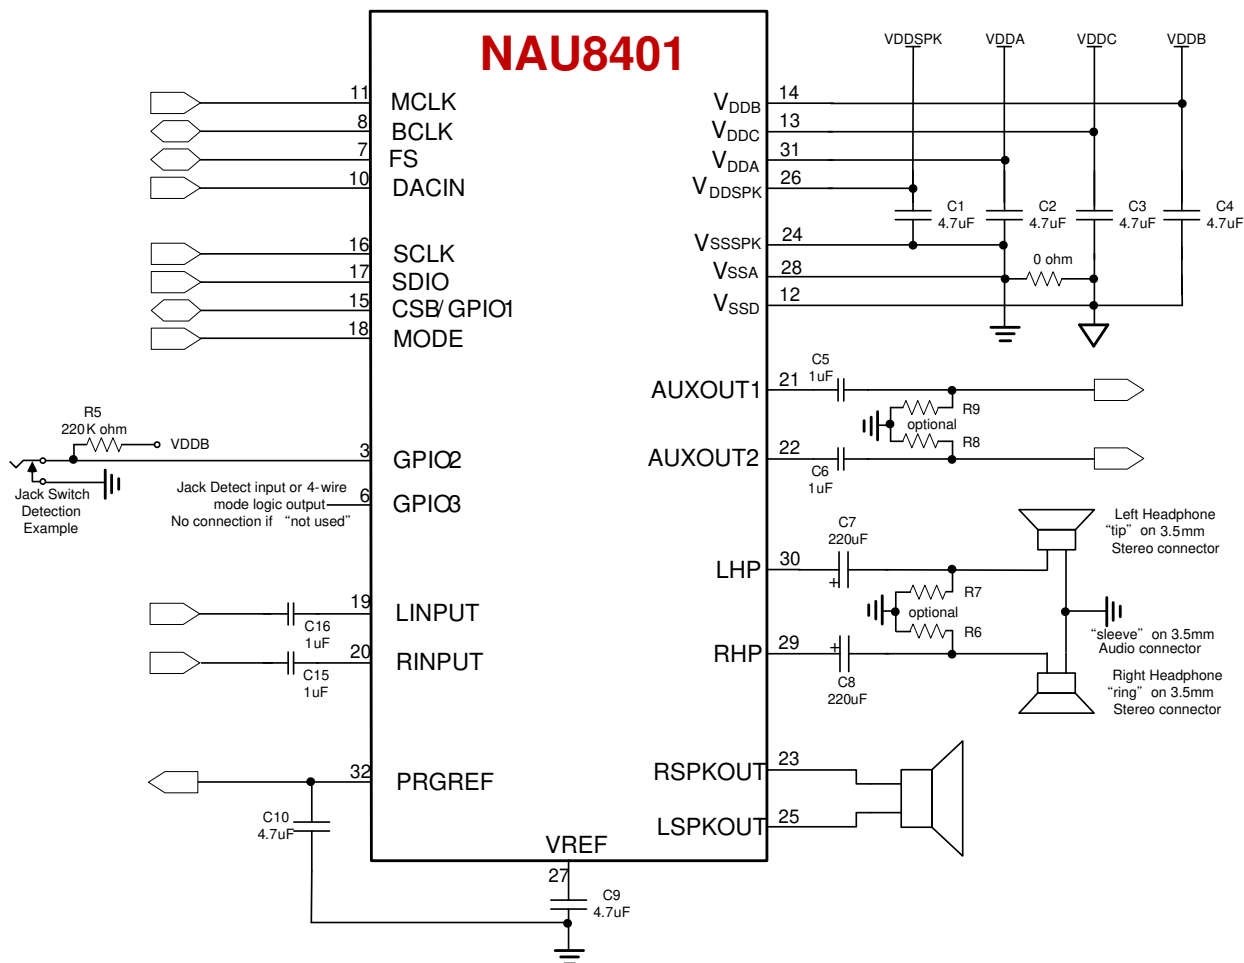 NAU8401
VDDSPK
VDDA
VDDC
VDDB
11
MCLK
8
BCLK
7
FS
10
DACIN
16
SCLK
17
SDIO
15
CSB/GPIO1
18
MODE
VDDB
14
VDDC
13
VDDA
31
VDDSPK
26
C1
4.7uF
C2
4.7uF
C3
4.7uF
C4
4.7uF
VSSSPK
24
VSSA
28
0 ohm
VSSD
12
AUXOUT1
21
C5
1uF
R9
optional
R8
AUXOUT2
22
C6
1uF
R5
220K ohm
VDDB
3
GPIO2
Jack Switch
Detection
Example
Jack Detect input or 4-wire
mode logic output
No connection if "not used"
6
GPIO3
LHP
30
C7
220uF
+
R7
optional
R6
Left Headphone
"tip" on 3.5mm
Stereo connector
RHP
29
+
C8
220uF
"sleeve" on 3.5mm
Audio connector
Right Headphone
"ring" on 3.5mm
Stereo connector
19
LINPUT
C16
1uF
20
RINPUT
C15
1uF
32
PRGREF
C10
4.7uF
RSPKOUT
23
LSPKOUT
25
VREF
27
C9
4.7uF